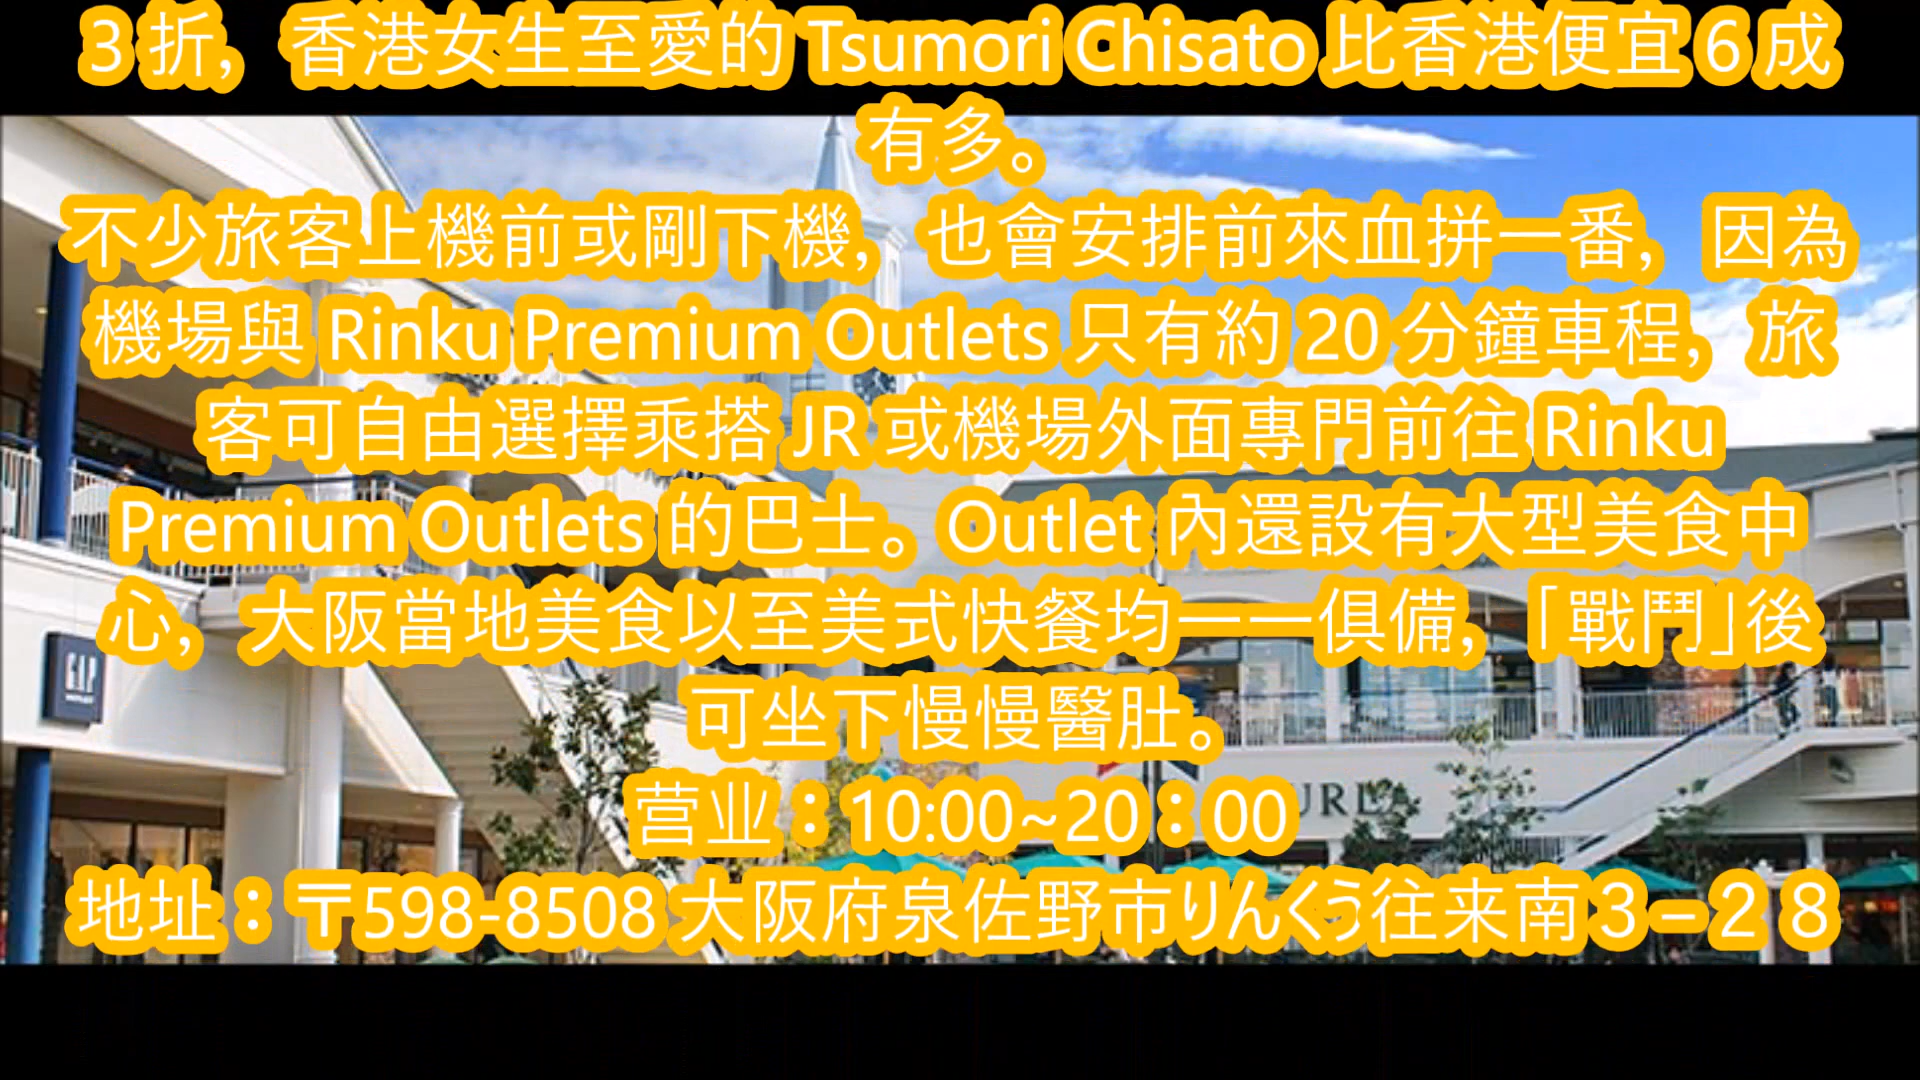 3 折，香港女生至愛的 Tsumori Chisato 比香港便宜 6 成
有多。
不少旅客上機前或剛下機，也會安排前來血拼一番，因為
機場與 Rinku Premium Outlets 只有約 20 分鐘車程，旅
客可自由選擇乘搭 JR 或機場外面專門前往 Rinku
Premium Outlets 的巴士。Outlet 內還設有大型美食中
心，大阪當地美食以至美式快餐均一一俱備，「戰鬥」後
可坐下慢慢醫肚。
营业：10:00~20：00
地址：〒598-8508 大阪府泉佐野市りんくう往来南３−２８
GAP
URLA